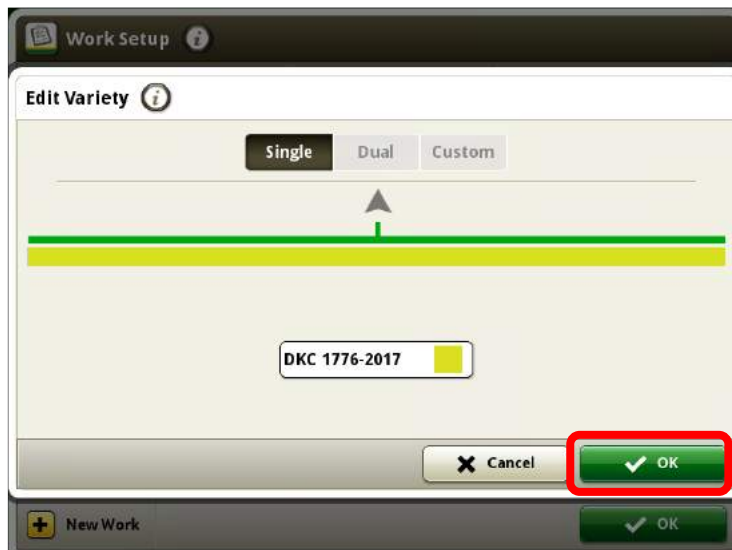 Work Setup
Edit Variety
Single Dual Custom
DKC 1776-2017
Cancel OK
New Work OK